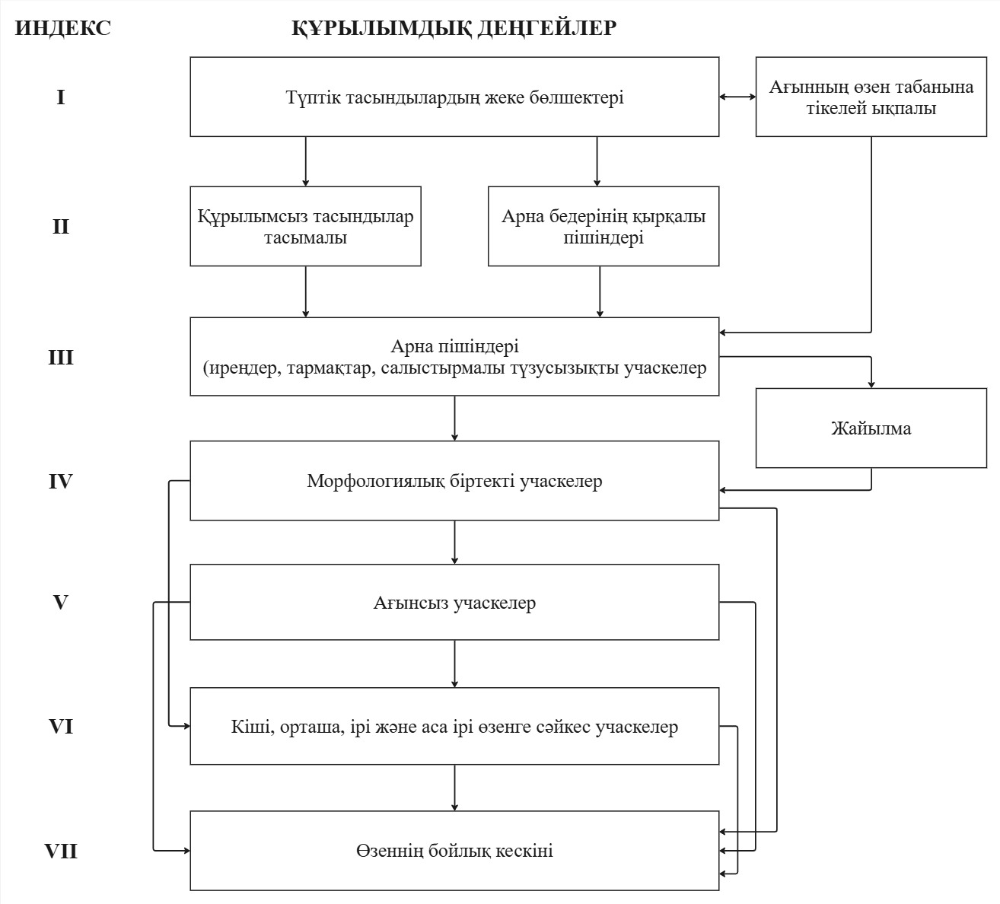 ИНДЕКС
ҚҰРЫЛЫМДЫҚ ДЕҢГЕЙЛЕР
I
Түптік тасындылардың жеке бөлшектері
Ағынның өзен табанына
тікелей ықпалы
II
Құрылымсыз тасындылар
тасымалы
Арна бедерінің қырқалы
пішіндері
III
Арна пішіндері
(иреңдер, тармақтар, салыстырмалы түзусызықты учаскелер
Жайылма
IV
Морфологиялық біртекті учаскелер
V
Ағынсыз учаскелер
VI
Кіші, орташа, ірі және аса ірі өзенге сәйкес учаскелер
VII
Өзеннің бойлық кескіні